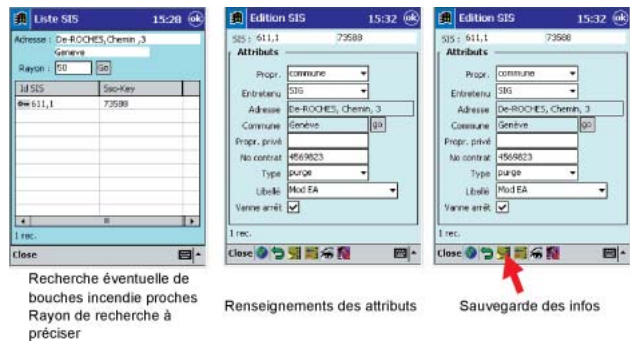 Liste SIS 15:28 ok
Adresse : De-ROCHES,Chemin ,3
Geneve
Rayon : 50 Go
Id SIS Sso-Key
611,1 73588
1 rec.
Close
Recherche éventuelle de
bouches incendie proches
Rayon de recherche à
préciser
Edition SIS 15:32 ok
SIS : 611,1 73588
Attributs
Propr. commune
Entretenu SIG
Adresse De-ROCHES, Chemin, 3
Commune Genève go
Propr. privé
No contrat 4569823
Type purge
Libellé Mod EA
Vanne arrêt
1 rec.
Close
Renseignements des attributs
Edition SIS 15:32 ok
SIS : 611,1 73588
Attributs
Propr. commune
Entretenu SIG
Adresse De-ROCHES, Chemin, 3
Commune Genève go
Propr. privé
No contrat 4569823
Type purge
Libellé Mod EA
Vanne arrêt
1 rec.
Close
Sauvegarde des infos